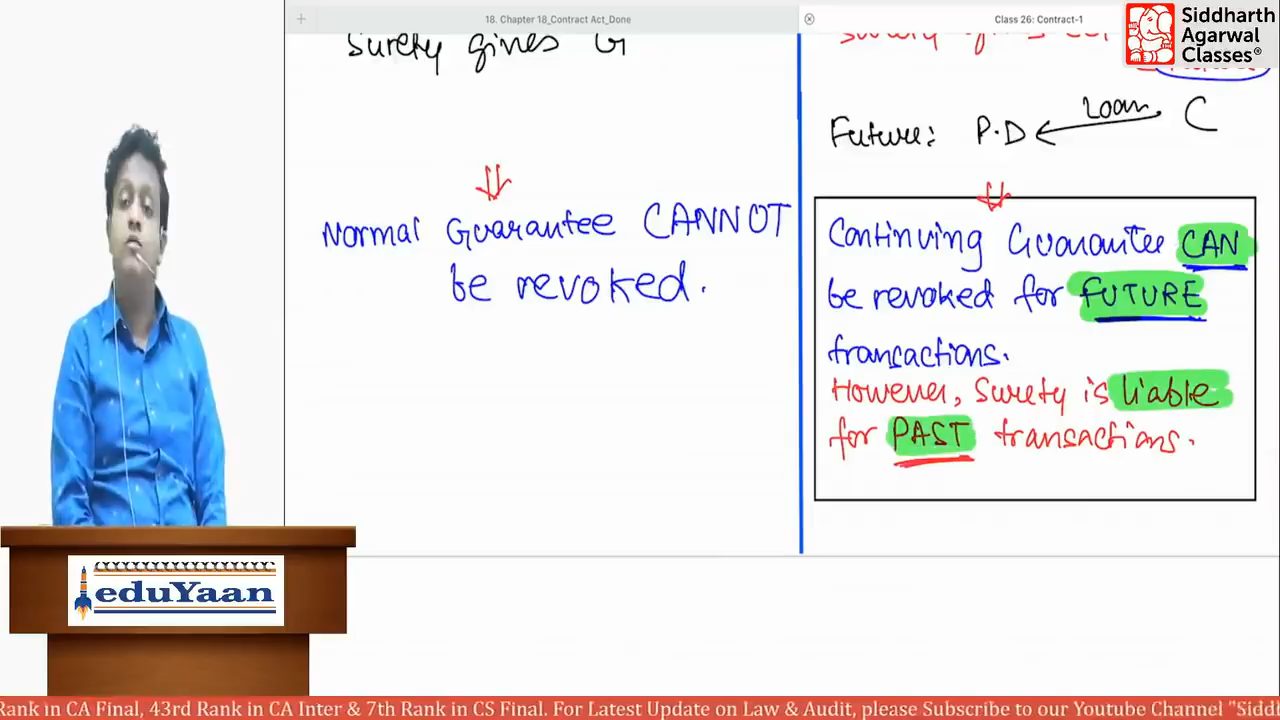 18. Chapter 18_Contract Act_Done
Class 26: Contract-1
Siddharth
Agarwal
Classes®
Surety gives G
Future: P.D Loan C
Normal Guarantee CANNOT
be revoked.
Continuing Guarantee CAN
be revoked for FUTURE
transactions.
However, Surety is liable
for PAST transactions.
eduYaan
Rank in CA Final, 43rd Rank in CA Inter & 7th Rank in CS Final. For Latest Update on Law & Audit, please Subscribe to our Youtube Channel "Sidd